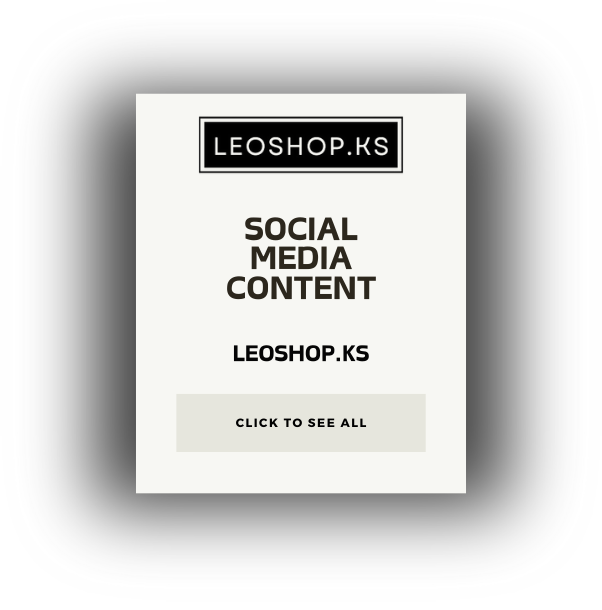 LEOSHOP.KS
SOCIAL
MEDIA
CONTENT
LEOSHOP.KS
CLICK TO SEE ALL